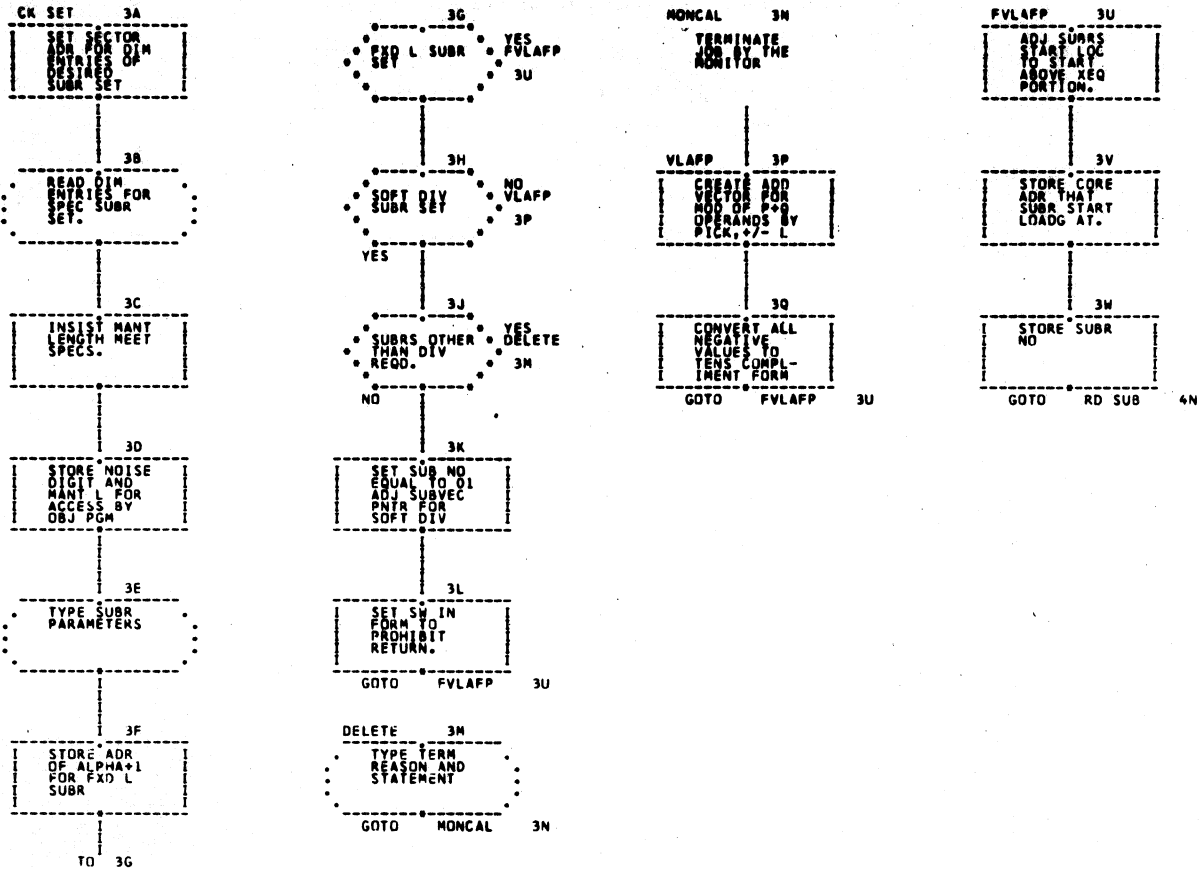 CK SET 3A
SET SECTOR
ADR FOR DIM
ENTRIES OF
DESIRED
SUBR SET
3B
READ DIM
ENTRIES FOR
SPEC SUBR
SET.
3C
INSIST MANT
LENGTH MEET
SPECS.
3D
STORE NOISE
DIGIT AND
MANT L FOR
ACCESS BY
OBJ PGM
3E
TYPE SUBR
PARAMETERS
3F
STORE ADR
OF ALPHA+1
FOR FXD L
SUBR
TO 3G
3G
FXD L SUBR
SET
YES
FVLAFP
3U
3H
SOFT DIV
SUBR SET
NO
VLAFP
3P
YES
3J
SUBRS OTHER
THAN DIV
REQD.
YES
DELETE
3M
NO
3K
SET SUB NO
EQUAL TO 01
ADJ SUBVEC
PNTR FOR
SOFT DIV
3L
SET SW IN
FORM TO
PROHIBIT
RETURN.
GOTO FVLAFP 3U
DELETE 3M
TYPE TERM
REASON AND
STATEMENT
GOTO MONCAL 3N
MONCAL 3N
TERMINATE
JOB BY THE
MONITOR
VLAFP 3P
CREATE ADD
VECTOR FOR
MOD OF P+Q
OPERANDS BY
PICK,+/- L
3Q
CONVERT ALL
NEGATIVE
VALUES TO
TENS COMPL-
IMENT FORM
GOTO FVLAFP 3U
FVLAFP 3U
ADJ SUBRS
START LOC
TO START
ABOVE XEQ
PORTION.
3V
STORE CORE
ADR THAT
SUBR START
LOADG AT.
3W
STORE SUBR
NO
GOTO RD SUB 4N